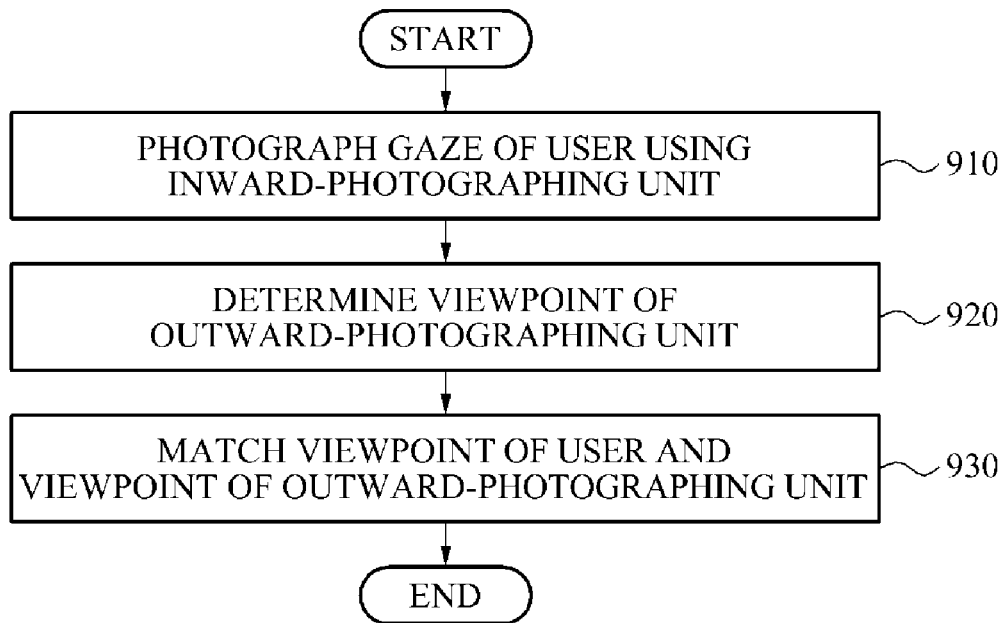 START
PHOTOGRAPH GAZE OF USER USING
INWARD-PHOTOGRAPHING UNIT
910
DETERMINE VIEWPOINT OF
OUTWARD-PHOTOGRAPHING UNIT
920
MATCH VIEWPOINT OF USER AND
VIEWPOINT OF OUTWARD-PHOTOGRAPHING UNIT
930
END